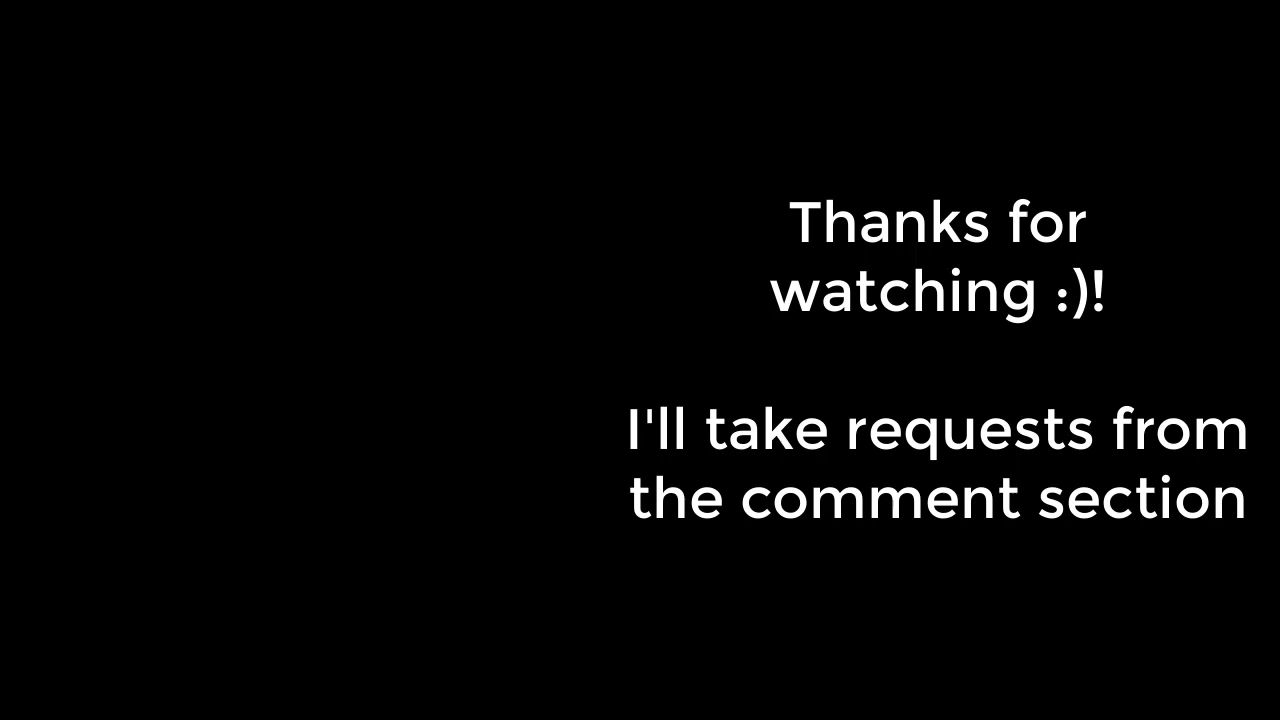 Thanks for
watching :)!
I'll take requests from
the comment section